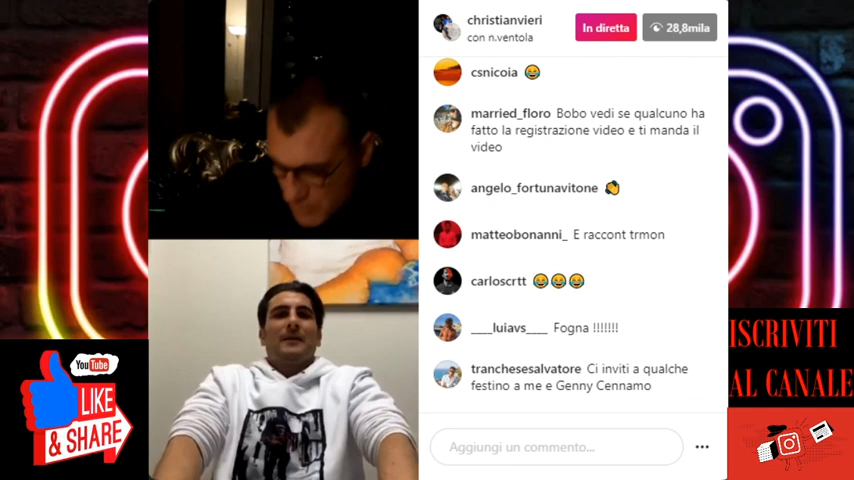 christianvieri
con n.ventola
In diretta
28,8mila
csnicoia 😂
married_floro Bobo vedi se qualcuno ha
fatto la registrazione video e ti manda il
video
angelo_fortunavitone 👏
matteobonanni_ E raccont trmon
carloscrtt 😂😂😂
____luiavs____ Fogna !!!!!!!
tranchesesalvatore Ci inviti a qualche
festino a me e Genny Cennamo
Aggiungi un commento...
YouTube
LIKE
& SHARE
ISCRIVITI
AL CANALE